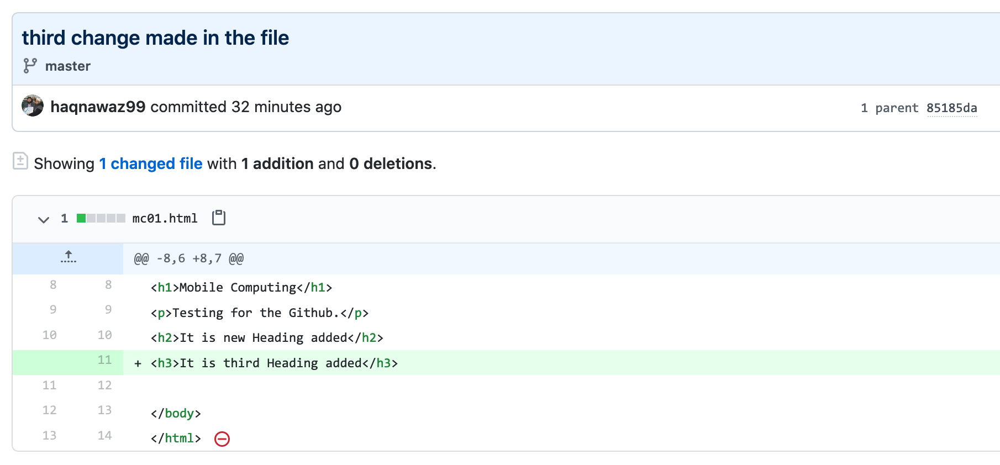 third change made in the file
master
haqnawaz99 committed 32 minutes ago 1 parent 85185da
Showing 1 changed file with 1 addition and 0 deletions.
1 mc01.html
@@ -8,6 +8,7 @@
8 8 <h1>Mobile Computing</h1>
9 9 <p>Testing for the Github.</p>
10 10 <h2>It is new Heading added</h2>
11 + <h3>It is third Heading added</h3>
11 12
12 13 </body>
13 14 </html>